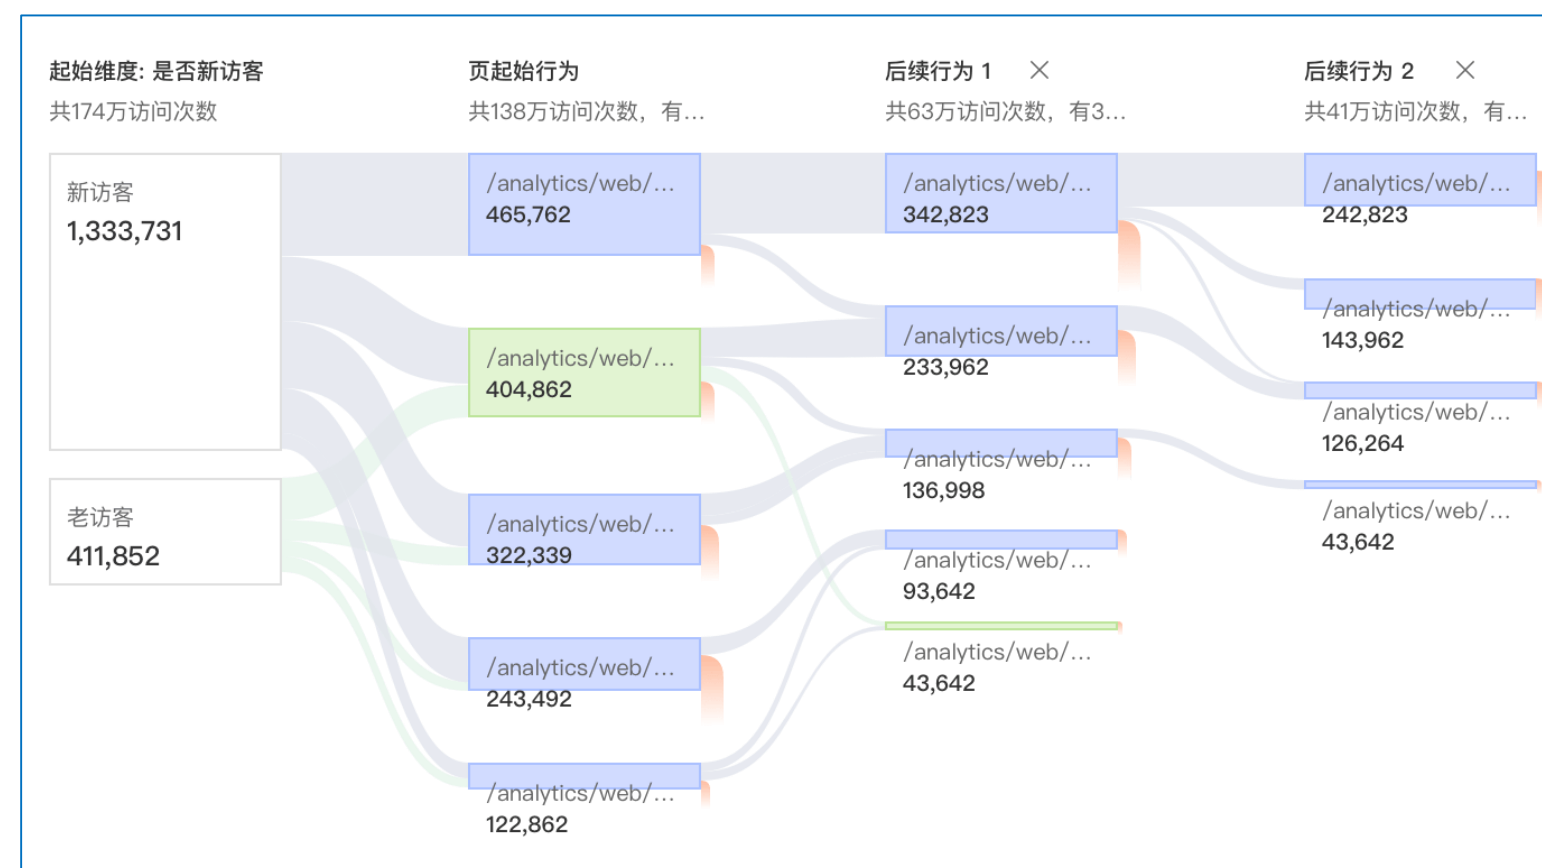 起始维度: 是否新访客
共174万访问次数
新访客
1,333,731
老访客
411,852
页起始行为
共138万访问次数，有...
/analytics/web/...
465,762
/analytics/web/...
404,862
/analytics/web/...
322,339
/analytics/web/...
243,492
/analytics/web/...
122,862
后续行为 1
共63万访问次数，有3...
/analytics/web/...
342,823
/analytics/web/...
233,962
/analytics/web/...
136,998
/analytics/web/...
93,642
/analytics/web/...
43,642
后续行为 2
共41万访问次数，有...
/analytics/web/...
242,823
/analytics/web/...
143,962
/analytics/web/...
126,264
/analytics/web/...
43,642